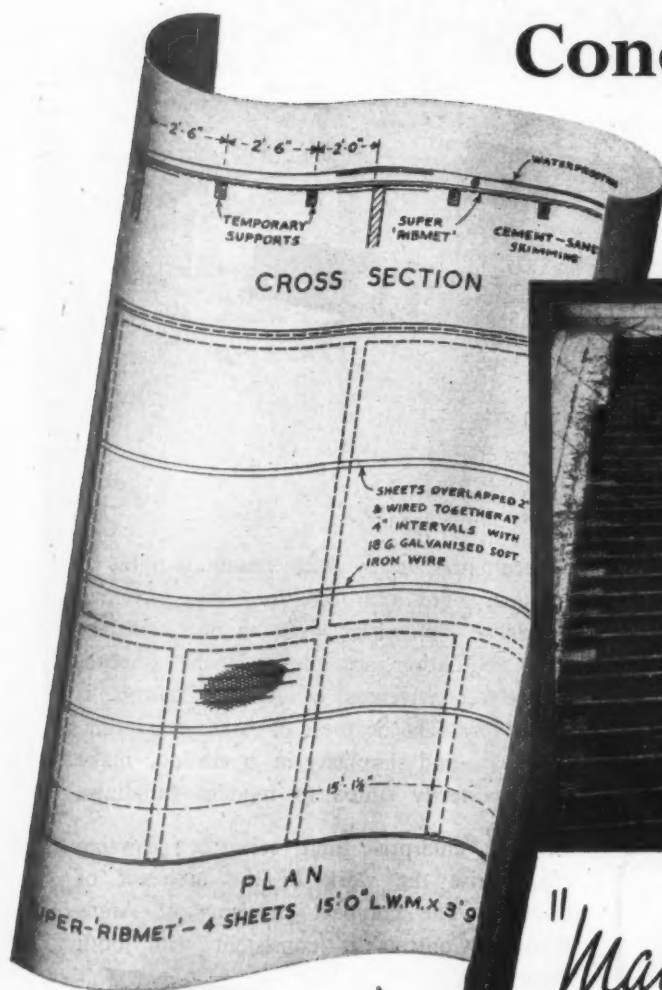 Conc
2'-6" 2'-6" 2'-0"
WATERPROOFING
TEMPORARY
SUPPORTS
SUPER
'RIBMET'
CEMENT-SAND
SKIMMING
CROSS SECTION
SHEETS OVERLAPPED 2"
& WIRED TOGETHER AT
4" INTERVALS WITH
18 G. GALVANISED SOFT
IRON WIRE
15'-1½"
PLAN
SUPER-'RIBMET'-4 SHEETS 15'0" L.W.M. X 3'9
"